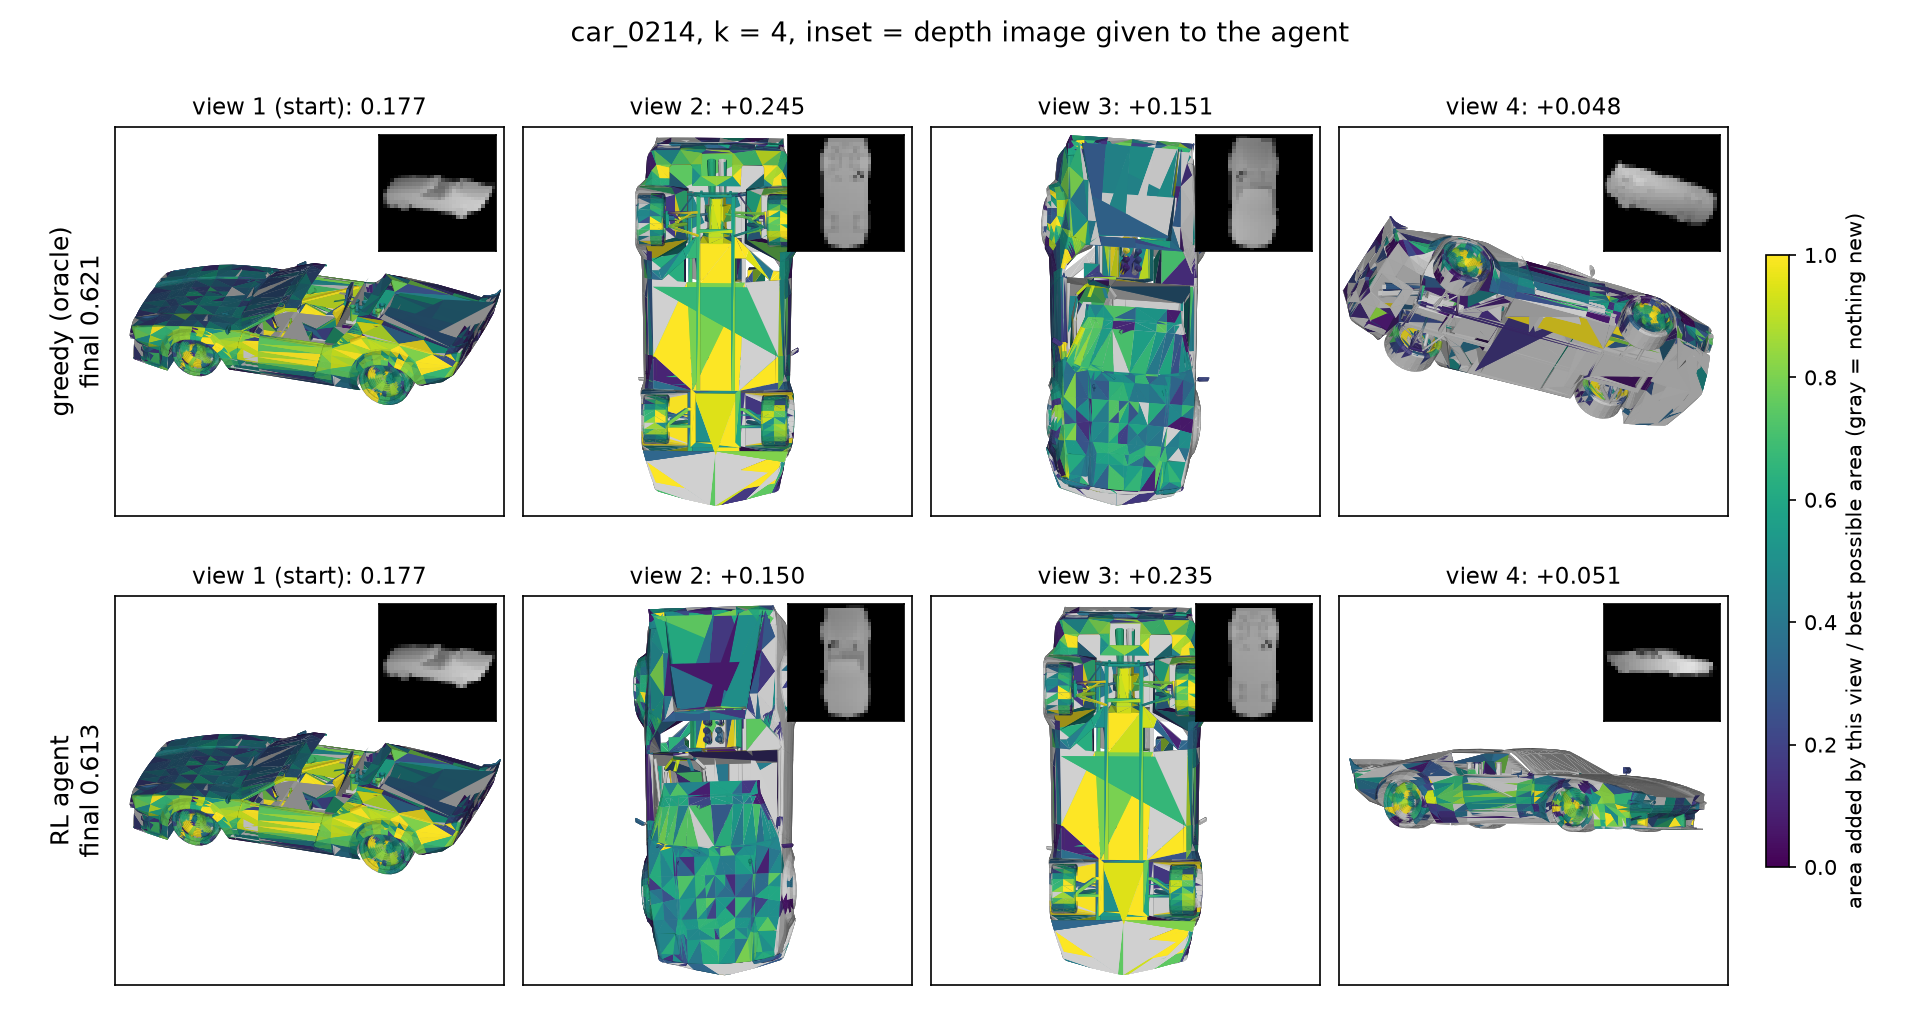 car_0214, k = 4, inset = depth image given to the agent
view 1 (start): 0.177
view 2: +0.245
view 3: +0.151
view 4: +0.048
greedy (oracle)
final 0.621
view 1 (start): 0.177
view 2: +0.150
view 3: +0.235
view 4: +0.051
RL agent
final 0.613
1.0
0.8
0.6
0.4
0.2
0.0
area added by this view / best possible area (gray = nothing new)